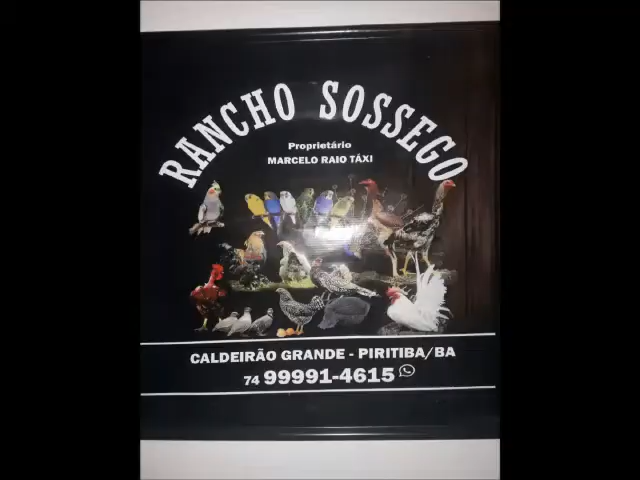 RANCHO SOSSEGO
Proprietário
MARCELO RAIO TÁXI
CALDEIRÃO GRANDE - PIRITIBA/BA
74 99991-4615